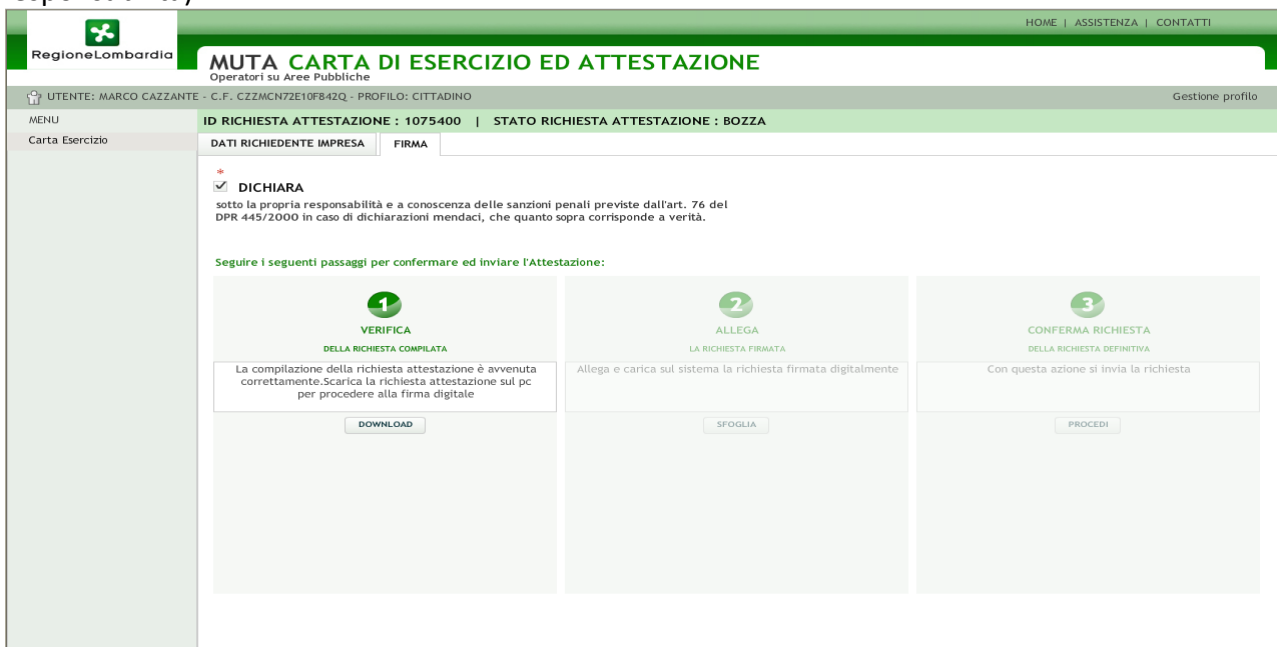 HOME | ASSISTENZA | CONTATTI
RegioneLombardia
MUTA CARTA DI ESERCIZIO ED ATTESTAZIONE
Operatori su Aree Pubbliche
UTENTE: MARCO CAZZANTE - C.F. CZZMCN72E10F842Q - PROFILO: CITTADINO
Gestione profilo
MENU
Carta Esercizio
ID RICHIESTA ATTESTAZIONE : 1075400 | STATO RICHIESTA ATTESTAZIONE : BOZZA
DATI RICHIEDENTE IMPRESA
FIRMA
*
DICHIARA
sotto la propria responsabilità e a conoscenza delle sanzioni penali previste dall'art. 76 del
DPR 445/2000 in caso di dichiarazioni mendaci, che quanto sopra corrisponde a verità.
Seguire i seguenti passaggi per confermare ed inviare l'Attestazione:
1
VERIFICA
DELLA RICHIESTA COMPILATA
La compilazione della richiesta attestazione è avvenuta
correttamente.Scarica la richiesta attestazione sul pc
per procedere alla firma digitale
DOWNLOAD
2
ALLEGA
LA RICHIESTA FIRMATA
Allega e carica sul sistema la richiesta firmata digitalmente
SFOGLIA
3
CONFERMA RICHIESTA
DELLA RICHIESTA DEFINITIVA
Con questa azione si invia la richiesta
PROCEDI